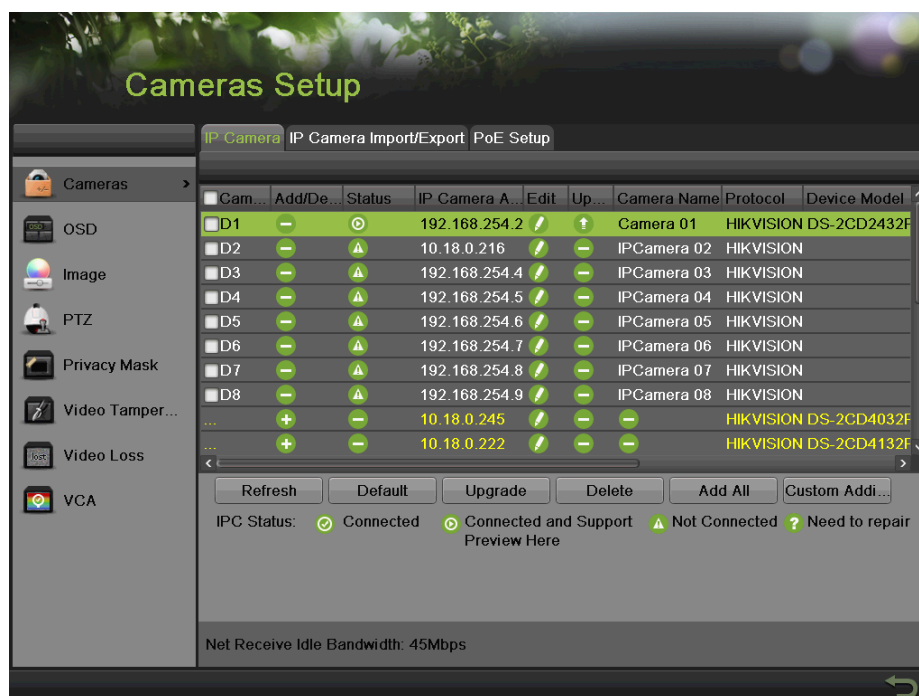 Cameras Setup
IP Camera IP Camera Import/Export PoE Setup
Cameras
OSD
Image
PTZ
Privacy Mask
Video Tamper...
Video Loss
VCA
Cam... Add/De... Status IP Camera A... Edit Up... Camera Name Protocol Device Model
D1 192.168.254.2 Camera 01 HIKVISION DS-2CD2432F
D2 10.18.0.216 IPCamera 02 HIKVISION
D3 192.168.254.4 IPCamera 03 HIKVISION
D4 192.168.254.5 IPCamera 04 HIKVISION
D5 192.168.254.6 IPCamera 05 HIKVISION
D6 192.168.254.7 IPCamera 06 HIKVISION
D7 192.168.254.8 IPCamera 07 HIKVISION
D8 192.168.254.9 IPCamera 08 HIKVISION
... 10.18.0.245 HIKVISION DS-2CD4032F
... 10.18.0.222 HIKVISION DS-2CD4132F
Refresh Default Upgrade Delete Add All Custom Addi...
IPC Status: Connected Connected and Support Not Connected Need to repair
Preview Here
Net Receive Idle Bandwidth: 45Mbps